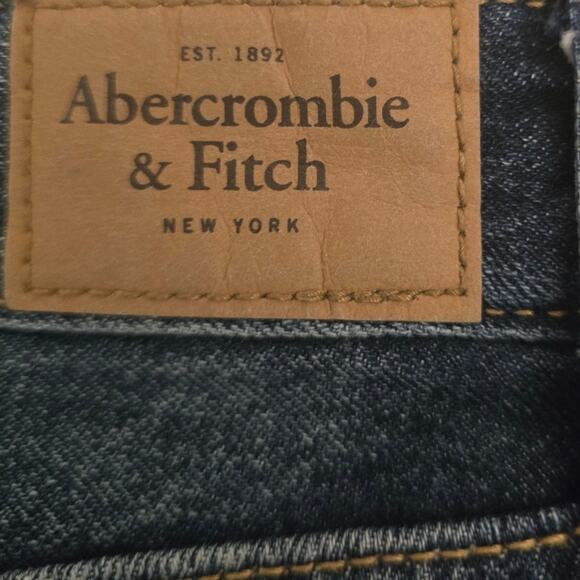 EST. 1892
Abercrombie
& Fitch
NEW YORK